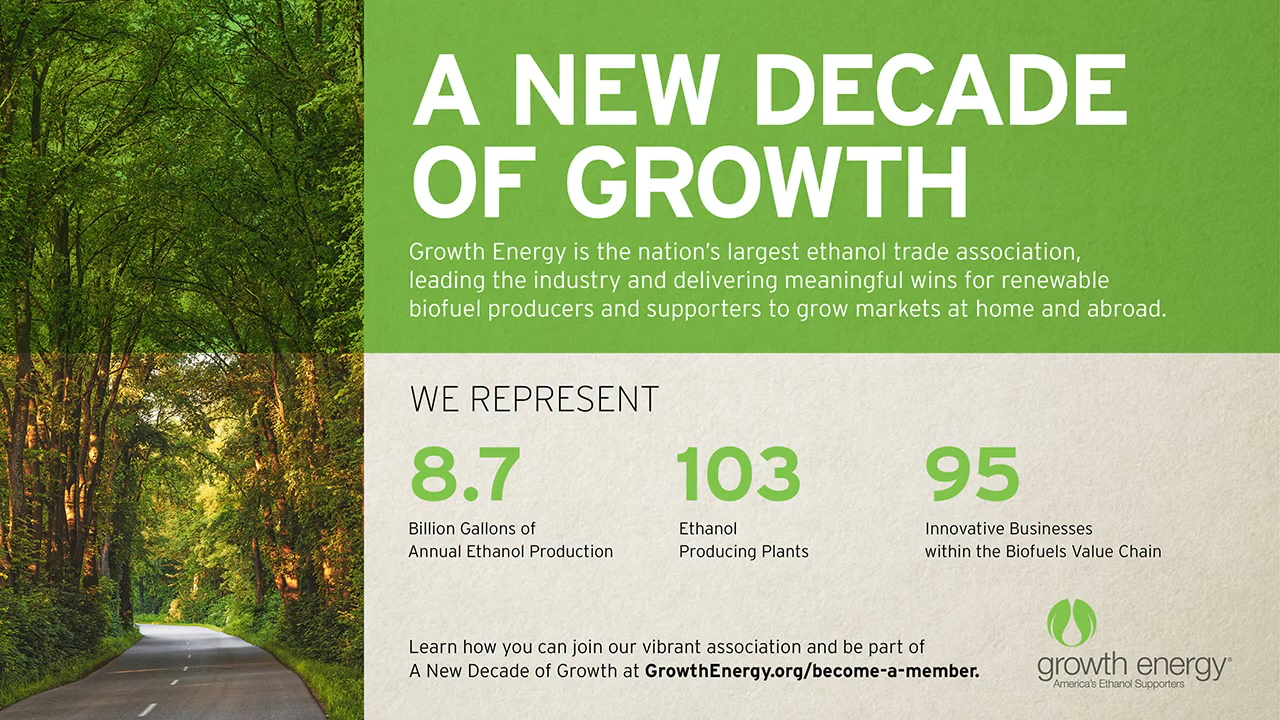 A NEW DECADE
OF GROWTH
Growth Energy is the nation's largest ethanol trade association,
leading the industry and delivering meaningful wins for renewable
biofuel producers and supporters to grow markets at home and abroad.
WE REPRESENT
8.7
Billion Gallons of
Annual Ethanol Production
103
Ethanol
Producing Plants
95
Innovative Businesses
within the Biofuels Value Chain
Learn how you can join our vibrant association and be part of
A New Decade of Growth at GrowthEnergy.org/become-a-member.
growth energy®
America's Ethanol Supporters